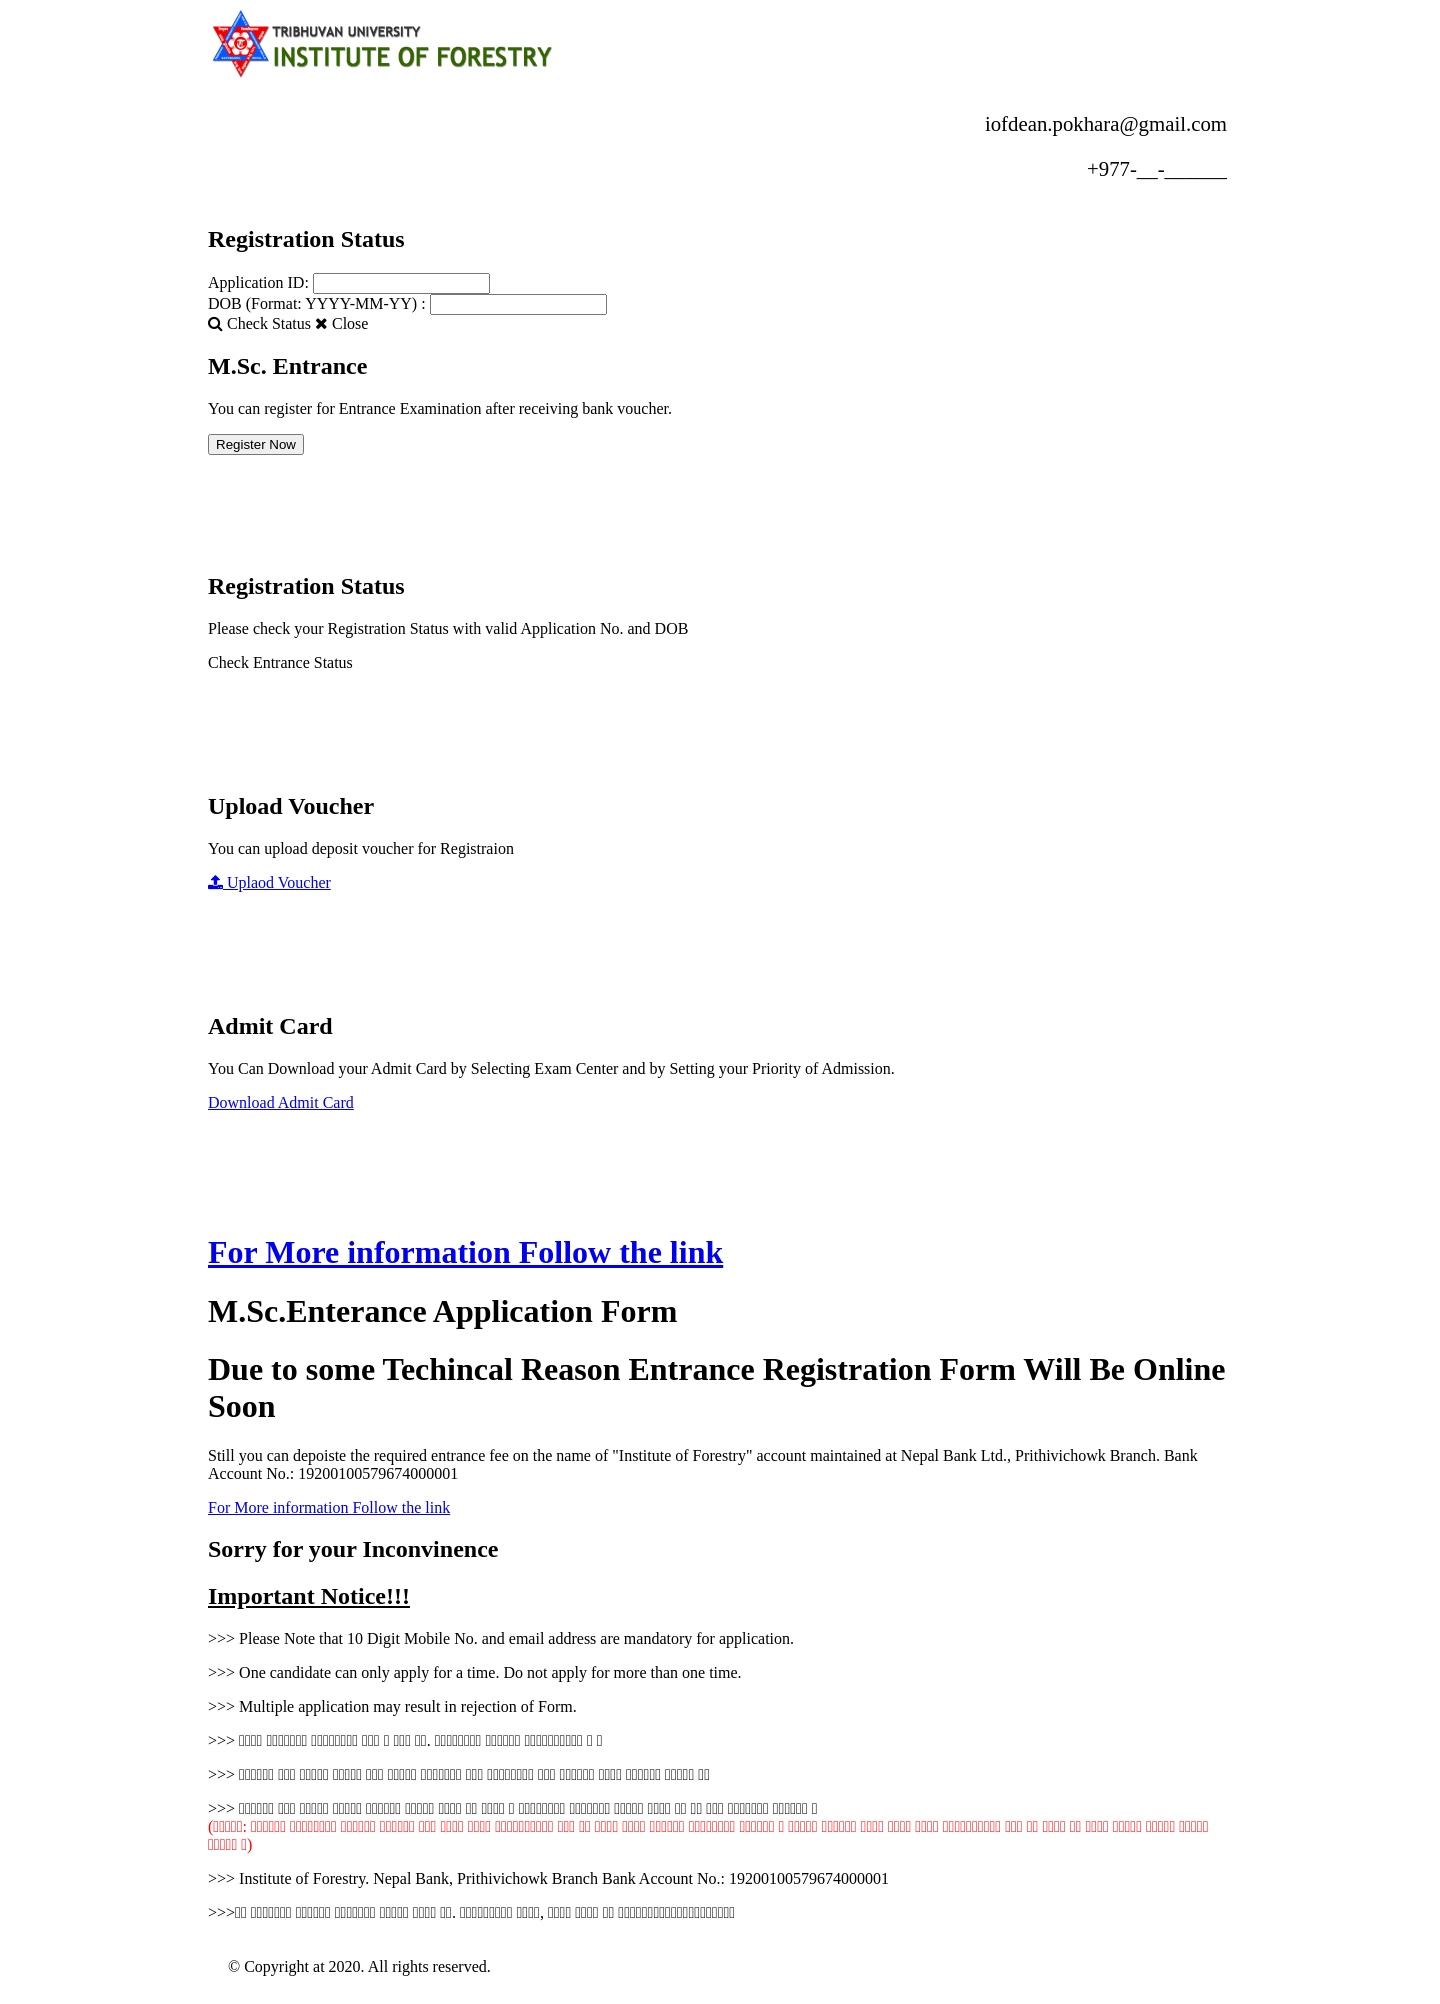 TRIBHUVAN UNIVERSITY
INSTITUTE OF FORESTRY
iofdean.pokhara@gmail.com
+977-__-______
Registration Status
Application ID:
DOB (Format: YYYY-MM-YY) :
Check Status ✖ Close
M.Sc. Entrance
You can register for Entrance Examination after receiving bank voucher.
Register Now
Registration Status
Please check your Registration Status with valid Application No. and DOB
Check Entrance Status
Upload Voucher
You can upload deposit voucher for Registraion
Uplaod Voucher
Admit Card
You Can Download your Admit Card by Selecting Exam Center and by Setting your Priority of Admission.
Download Admit Card
For More information Follow the link
M.Sc.Enterance Application Form
Due to some Techincal Reason Entrance Registration Form Will Be Online
Soon
Still you can depoiste the required entrance fee on the name of "Institute of Forestry" account maintained at Nepal Bank Ltd., Prithivichowk Branch. Bank
Account No.: 19200100579674000001
For More information Follow the link
Sorry for your Inconvinence
Important Notice!!!
>>> Please Note that 10 Digit Mobile No. and email address are mandatory for application.
>>> One candidate can only apply for a time. Do not apply for more than one time.
>>> Multiple application may result in rejection of Form.
>>>
>>>
>>>
>>> Institute of Forestry. Nepal Bank, Prithivichowk Branch Bank Account No.: 19200100579674000001
>>>
© Copyright at 2020. All rights reserved.